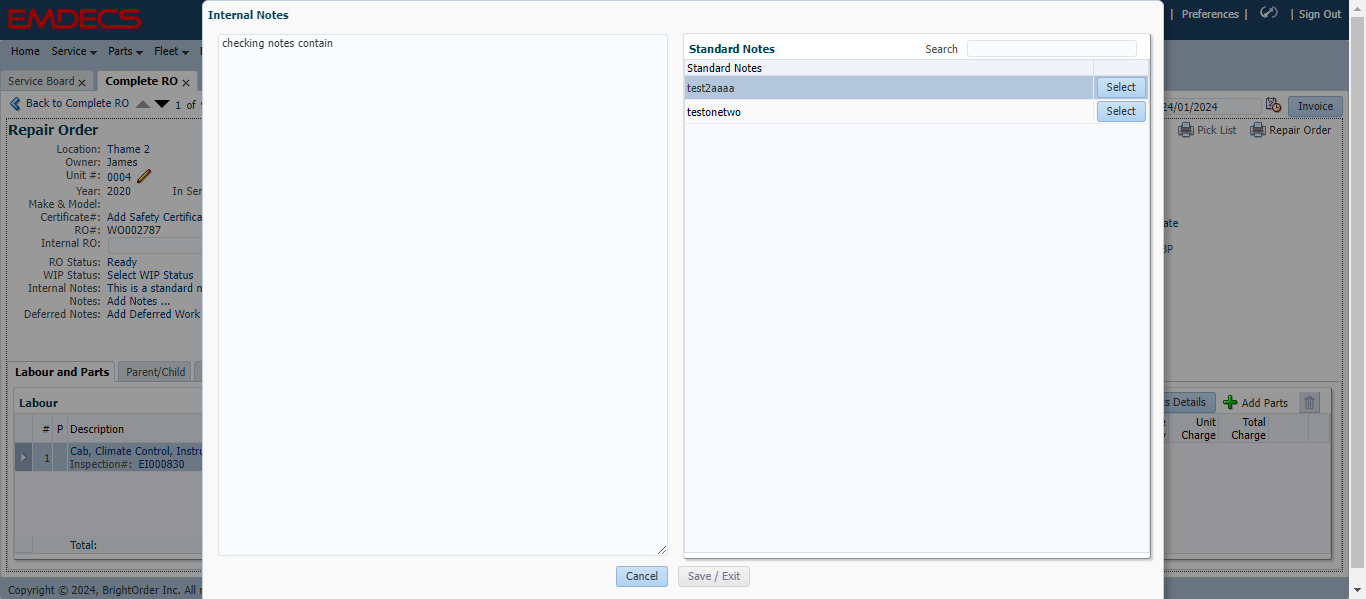 EMDECS
Internal Notes
| Preferences | | Sign Out
Home Service Parts Fleet
Service Board x Complete RO x
Back to Complete RO 1 of
24/01/2024 Invoice
Pick List Repair Order
Repair Order
Location: Thame 2
Owner: James
Unit #: 0004
Year: 2020 In Ser
Make & Model:
Certificate#: Add Safety Certifica
RO#: WO002787
Internal RO:
RO Status: Ready
WIP Status: Select WIP Status
Internal Notes: This is a standard n
Notes: Add Notes ...
Deferred Notes: Add Deferred Work
checking notes contain
Standard Notes Search
Standard Notes
test2aaaa Select
testonetwo Select
ate
BP
Labour and Parts Parent/Child
Labour
# P Description
1 Cab, Climate Control, Instru
Inspection#: EI000830
Total:
s Details Add Parts
Unit Charge Total Charge
Cancel Save / Exit
Copyright © 2024, BrightOrder Inc. All r